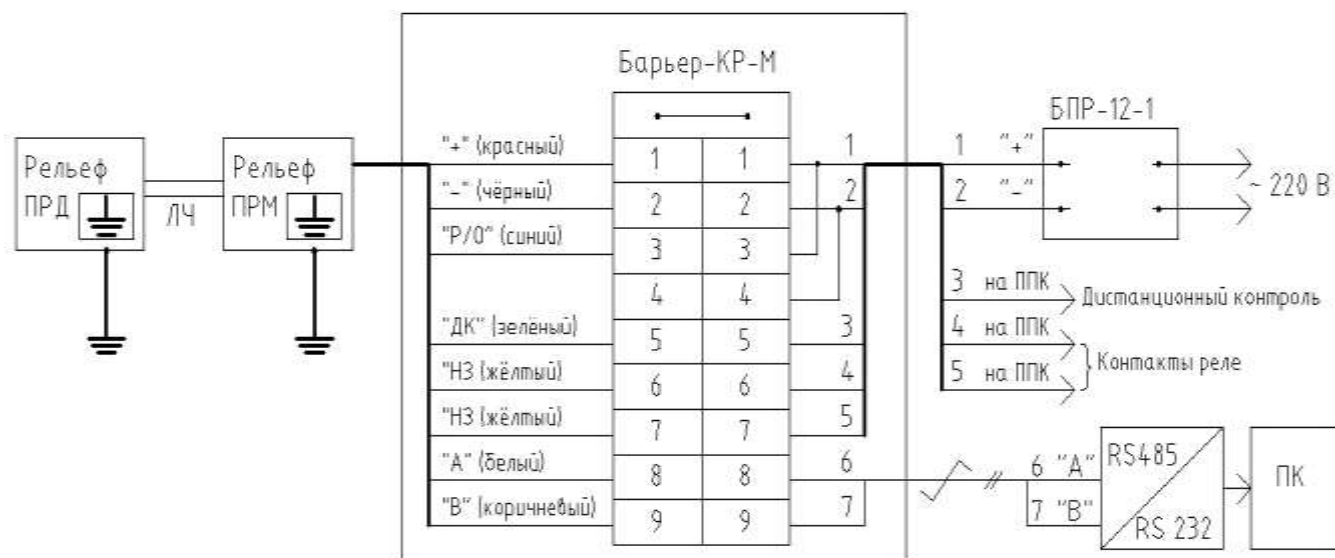 Барьер-КР-М
БПР-12-1
"+" (красный) 1 1 1 1 "+"
Рельеф ПРД
ЛЧ
Рельеф ПРМ
"-" (чёрный) 2 2 2 2 "-"
~ 220 В
"Р/О" (синий) 3 3
4 4 3 на ППК Дистанционный контроль
"ДК" (зелёный) 5 5 3 4 на ППК
"НЗ (жёлтый) 6 6 4 5 на ППК
Контакты реле
"НЗ (жёлтый) 7 7 5
"А" (белый) 8 8 6 6 "А"
"В" (коричневый) 9 9 7 7 "В"
RS485
RS 232
ПК